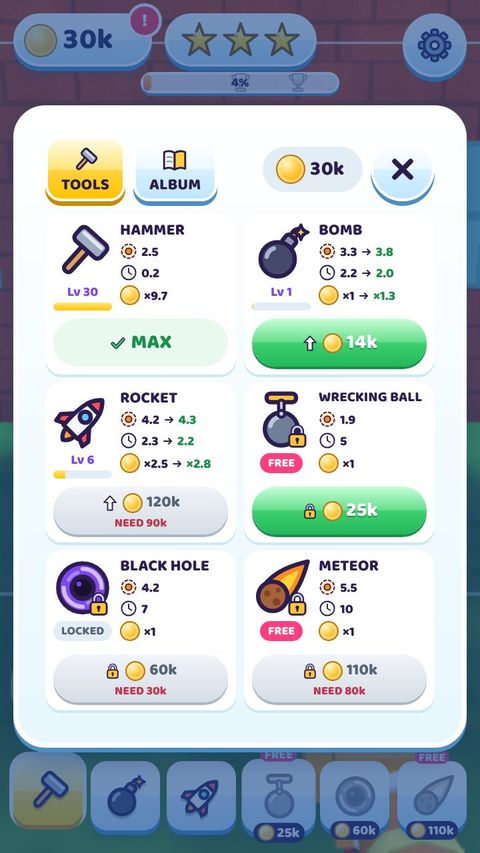 30k
!
4%
TOOLS
ALBUM
30k
HAMMER
2.5
0.2
Lv 30
×9.7
MAX
BOMB
3.3 → 3.8
2.2 → 2.0
Lv 1
×1 → ×1.3
14k
ROCKET
4.2 → 4.3
2.3 → 2.2
Lv 6
×2.5 → ×2.8
120k
NEED 90k
WRECKING BALL
1.9
5
FREE
×1
25k
BLACK HOLE
4.2
7
LOCKED
×1
60k
NEED 30k
METEOR
5.5
10
FREE
×1
110k
NEED 80k
FREE
FREE
25k
60k
110k